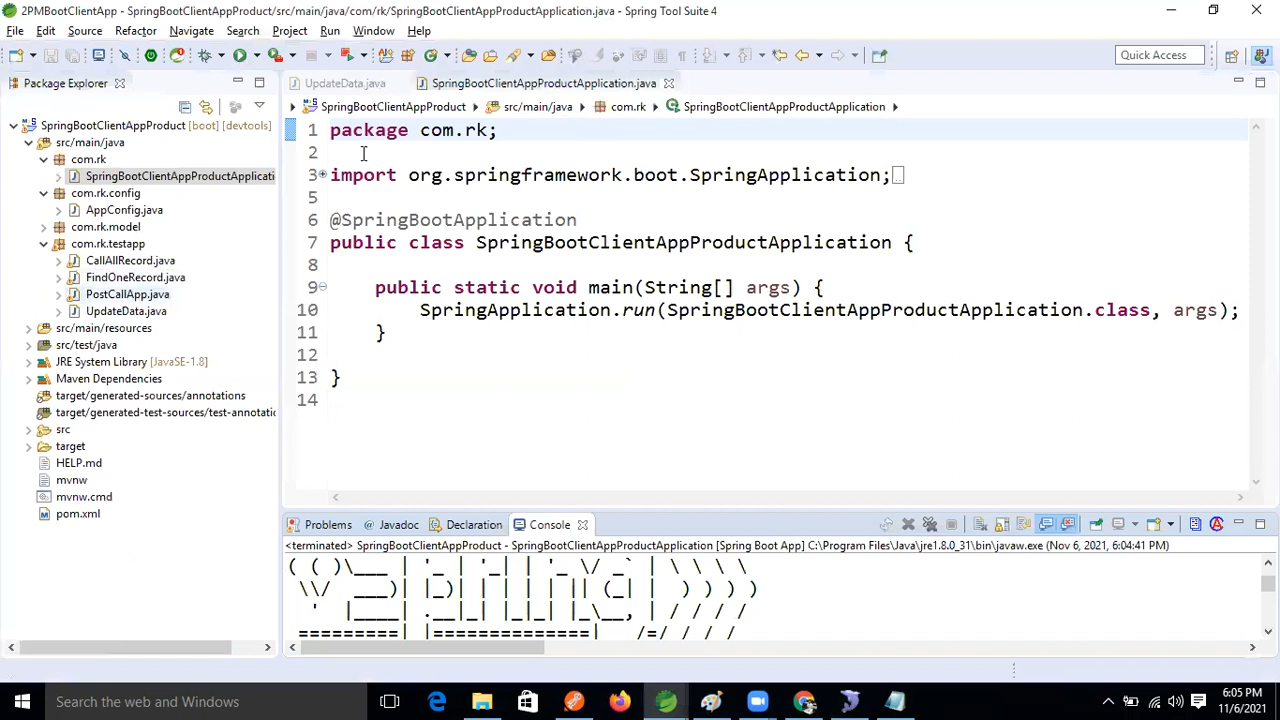 2PMBootClientApp - SpringBootClientAppProduct/src/main/java/com/rk/SpringBootClientAppProductApplication.java - Spring Tool Suite 4
File Edit Source Refactor Navigate Search Project Run Window Help
Quick Access
Package Explorer
UpdateData.java
SpringBootClientAppProductApplication.java
SpringBootClientAppProduct
src/main/java
com.rk
SpringBootClientAppProductApplication
SpringBootClientAppProduct [boot] [devtools]
src/main/java
com.rk
SpringBootClientAppProductApplicati
com.rk.config
AppConfig.java
com.rk.model
com.rk.testapp
CallAllRecord.java
FindOneRecord.java
PostCallApp.java
UpdateData.java
src/main/resources
src/test/java
JRE System Library [JavaSE-1.8]
Maven Dependencies
target/generated-sources/annotations
target/generated-test-sources/test-annotati
src
target
HELP.md
mvnw
mvnw.cmd
pom.xml
1 package com.rk;
2
3 import org.springframework.boot.SpringApplication;
5
6 @SpringBootApplication
7 public class SpringBootClientAppProductApplication {
8
9 public static void main(String[] args) {
10 SpringApplication.run(SpringBootClientAppProductApplication.class, args);
11 }
12
13 }
14
Problems Javadoc Declaration Console
<terminated> SpringBootClientAppProduct - SpringBootClientAppProductApplication [Spring Boot App] C:\Program Files\Java\jre1.8.0_31\bin\javaw.exe (Nov 6, 2021, 6:04:41 PM)
( ( )\___ | '_ | '_| | '_ \/ _` | \ \ \ \
\\/  ___)| |_)| | | | | || (_| |  ) ) ) )
'  |____| .__|_| |_|_| |_\__, | / / / /
=========|_|==============|___/=/_/_/_/
Search the web and Windows
6:05 PM
11/6/2021